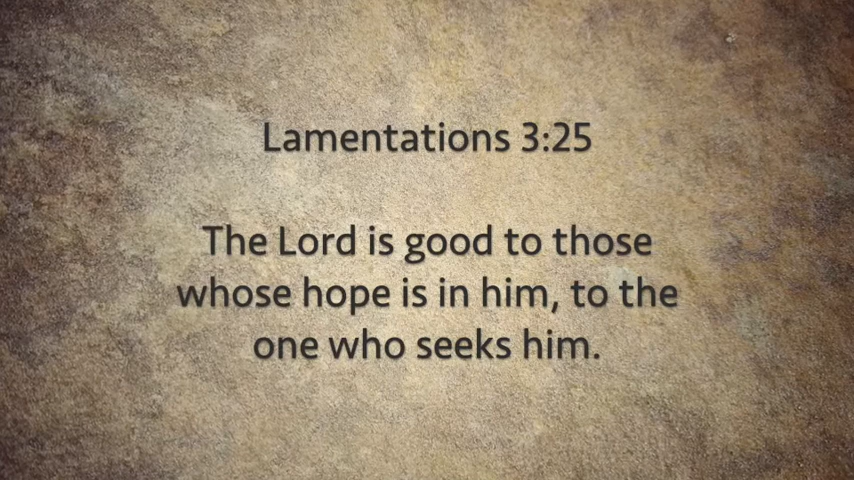 Lamentations 3:25
The Lord is good to those
whose hope is in him, to the
one who seeks him.